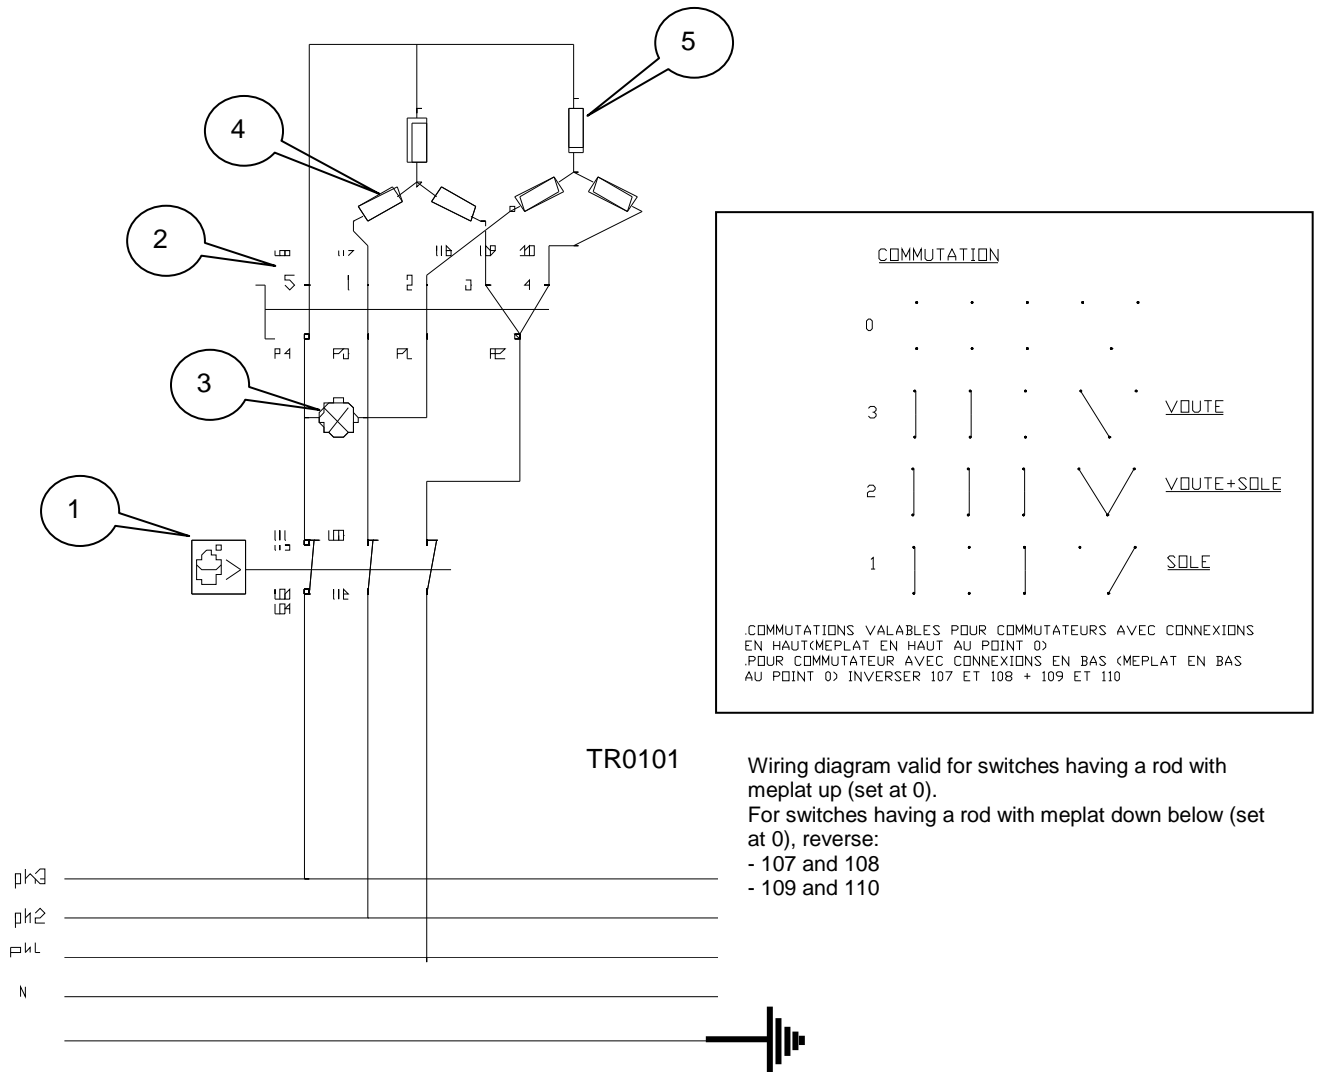 5
4
2
5 1 2 3 4
3
1
COMMUTATION
0
3 VOUTE
2 VOUTE+SOLE
1 SOLE
.COMMUTATIONS VALABLES POUR COMMUTATEURS AVEC CONNEXIONS
EN HAUT(MEPLAT EN HAUT AU POINT 0)
.POUR COMMUTATEUR AVEC CONNEXIONS EN BAS (MEPLAT EN BAS
AU POINT 0) INVERSER 107 ET 108 + 109 ET 110
TR0101
Wiring diagram valid for switches having a rod with
meplat up (set at 0).
For switches having a rod with meplat down below (set
at 0), reverse:
- 107 and 108
- 109 and 110
ph3
ph2
ph1
N